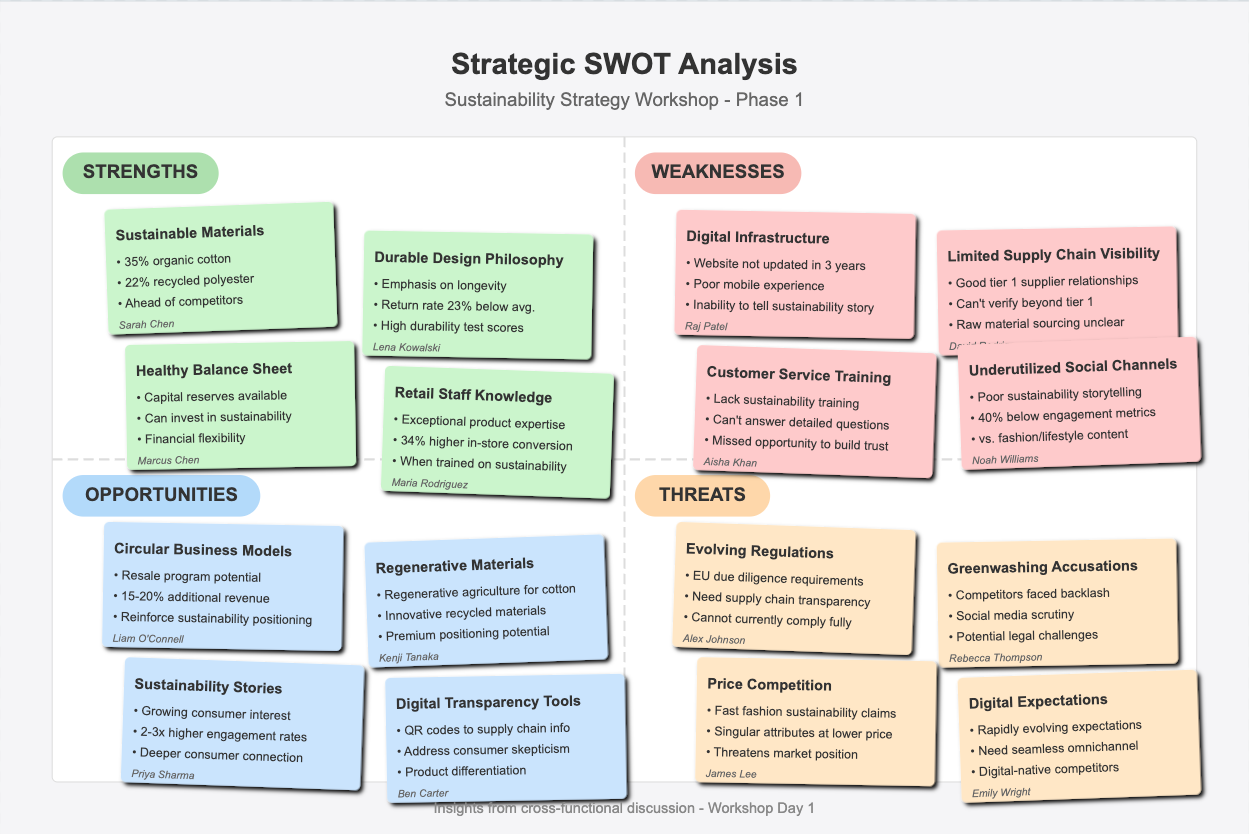 Strategic SWOT Analysis
Sustainability Strategy Workshop - Phase 1
STRENGTHS
Sustainable Materials
• 35% organic cotton
• 22% recycled polyester
• Ahead of competitors
Sarah Chen
Durable Design Philosophy
• Emphasis on longevity
• Return rate 23% below avg.
• High durability test scores
Lena Kowalski
Healthy Balance Sheet
• Capital reserves available
• Can invest in sustainability
• Financial flexibility
Marcus Chen
Retail Staff Knowledge
• Exceptional product expertise
• 34% higher in-store conversion
• When trained on sustainability
Maria Rodriguez
WEAKNESSES
Digital Infrastructure
• Website not updated in 3 years
• Poor mobile experience
• Inability to tell sustainability story
Raj Patel
Limited Supply Chain Visibility
• Good tier 1 supplier relationships
• Can't verify beyond tier 1
• Raw material sourcing unclear
Customer Service Training
• Lack sustainability training
• Can't answer detailed questions
• Missed opportunity to build trust
Aisha Khan
Underutilized Social Channels
• Poor sustainability storytelling
• 40% below engagement metrics
• vs. fashion/lifestyle content
Noah Williams
OPPORTUNITIES
Circular Business Models
• Resale program potential
• 15-20% additional revenue
• Reinforce sustainability positioning
Liam O'Connell
Regenerative Materials
• Regenerative agriculture for cotton
• Innovative recycled materials
• Premium positioning potential
Kenji Tanaka
Sustainability Stories
• Growing consumer interest
• 2-3x higher engagement rates
• Deeper consumer connection
Priya Sharma
Digital Transparency Tools
• QR codes to supply chain info
• Address consumer skepticism
• Product differentiation
Ben Carter
THREATS
Evolving Regulations
• EU due diligence requirements
• Need supply chain transparency
• Cannot currently comply fully
Alex Johnson
Greenwashing Accusations
• Competitors faced backlash
• Social media scrutiny
• Potential legal challenges
Rebecca Thompson
Price Competition
• Fast fashion sustainability claims
• Singular attributes at lower price
• Threatens market position
James Lee
Digital Expectations
• Rapidly evolving expectations
• Need seamless omnichannel
• Digital-native competitors
Emily Wright
Insights from cross-functional discussion - Workshop Day 1